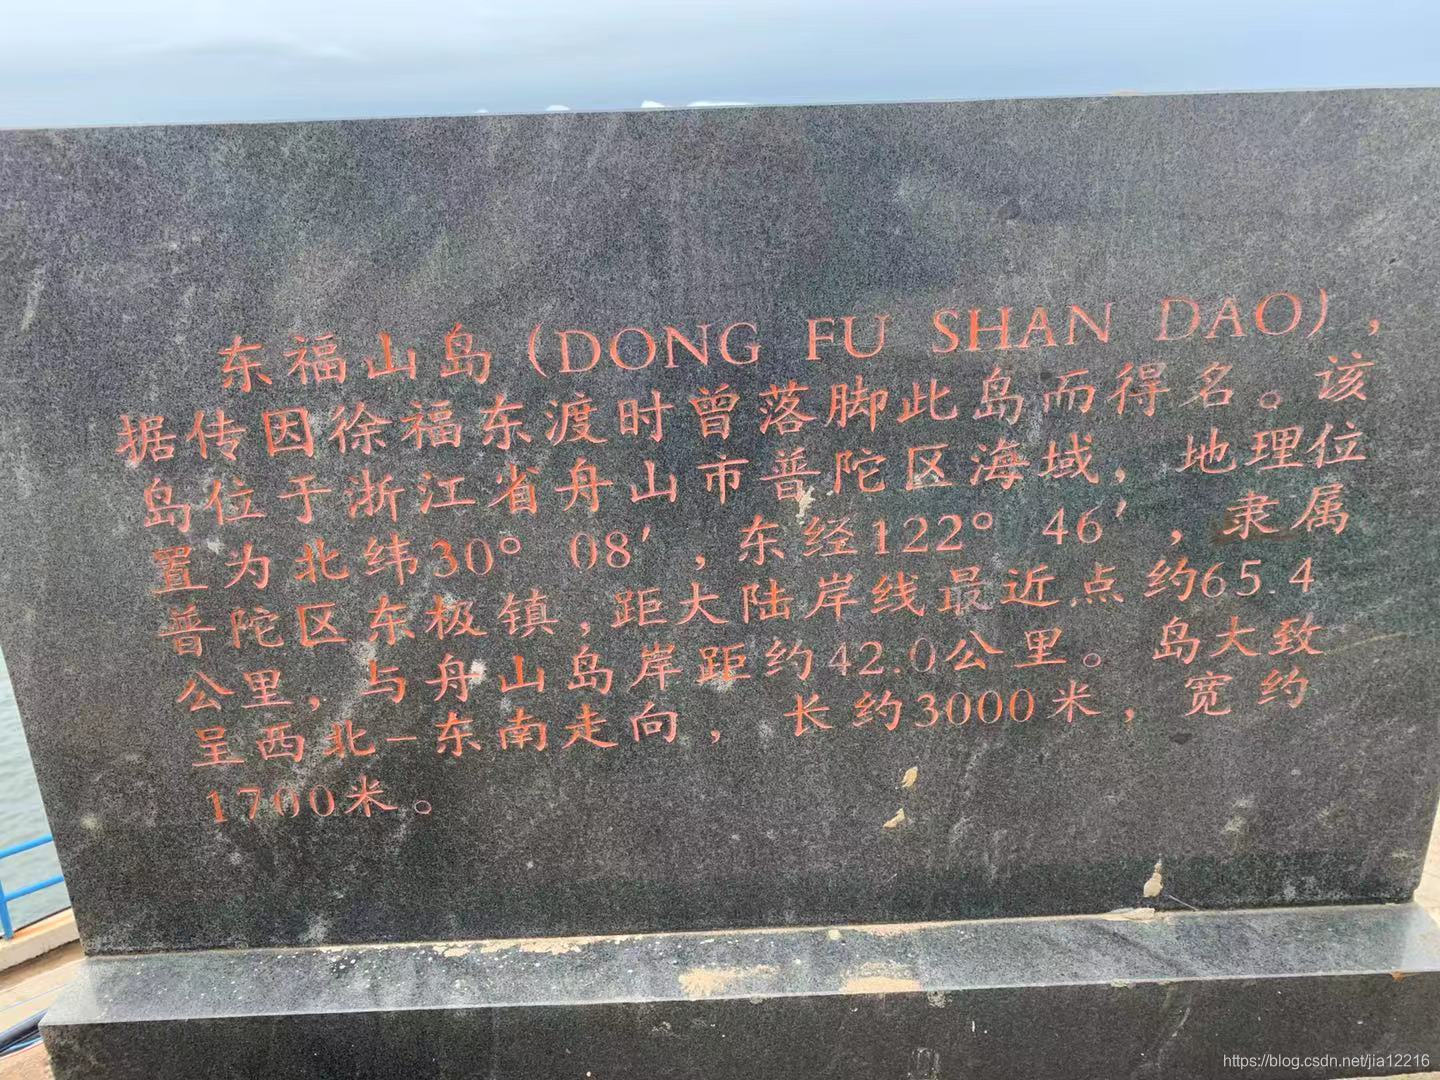 东福山岛（DONG FU SHAN DAO），
据传因徐福东渡时曾落脚此岛而得名。该
岛位于浙江省舟山市普陀区海域，地理位
置为北纬30° 08′，东经122° 46′，隶属
普陀区东极镇，距大陆岸线最近点约65.4
公里，与舟山岛岸距约42.0公里。岛大致
呈西北-东南走向，长约3000米，宽约
1700米。
https://blog.csdn.net/jia12216